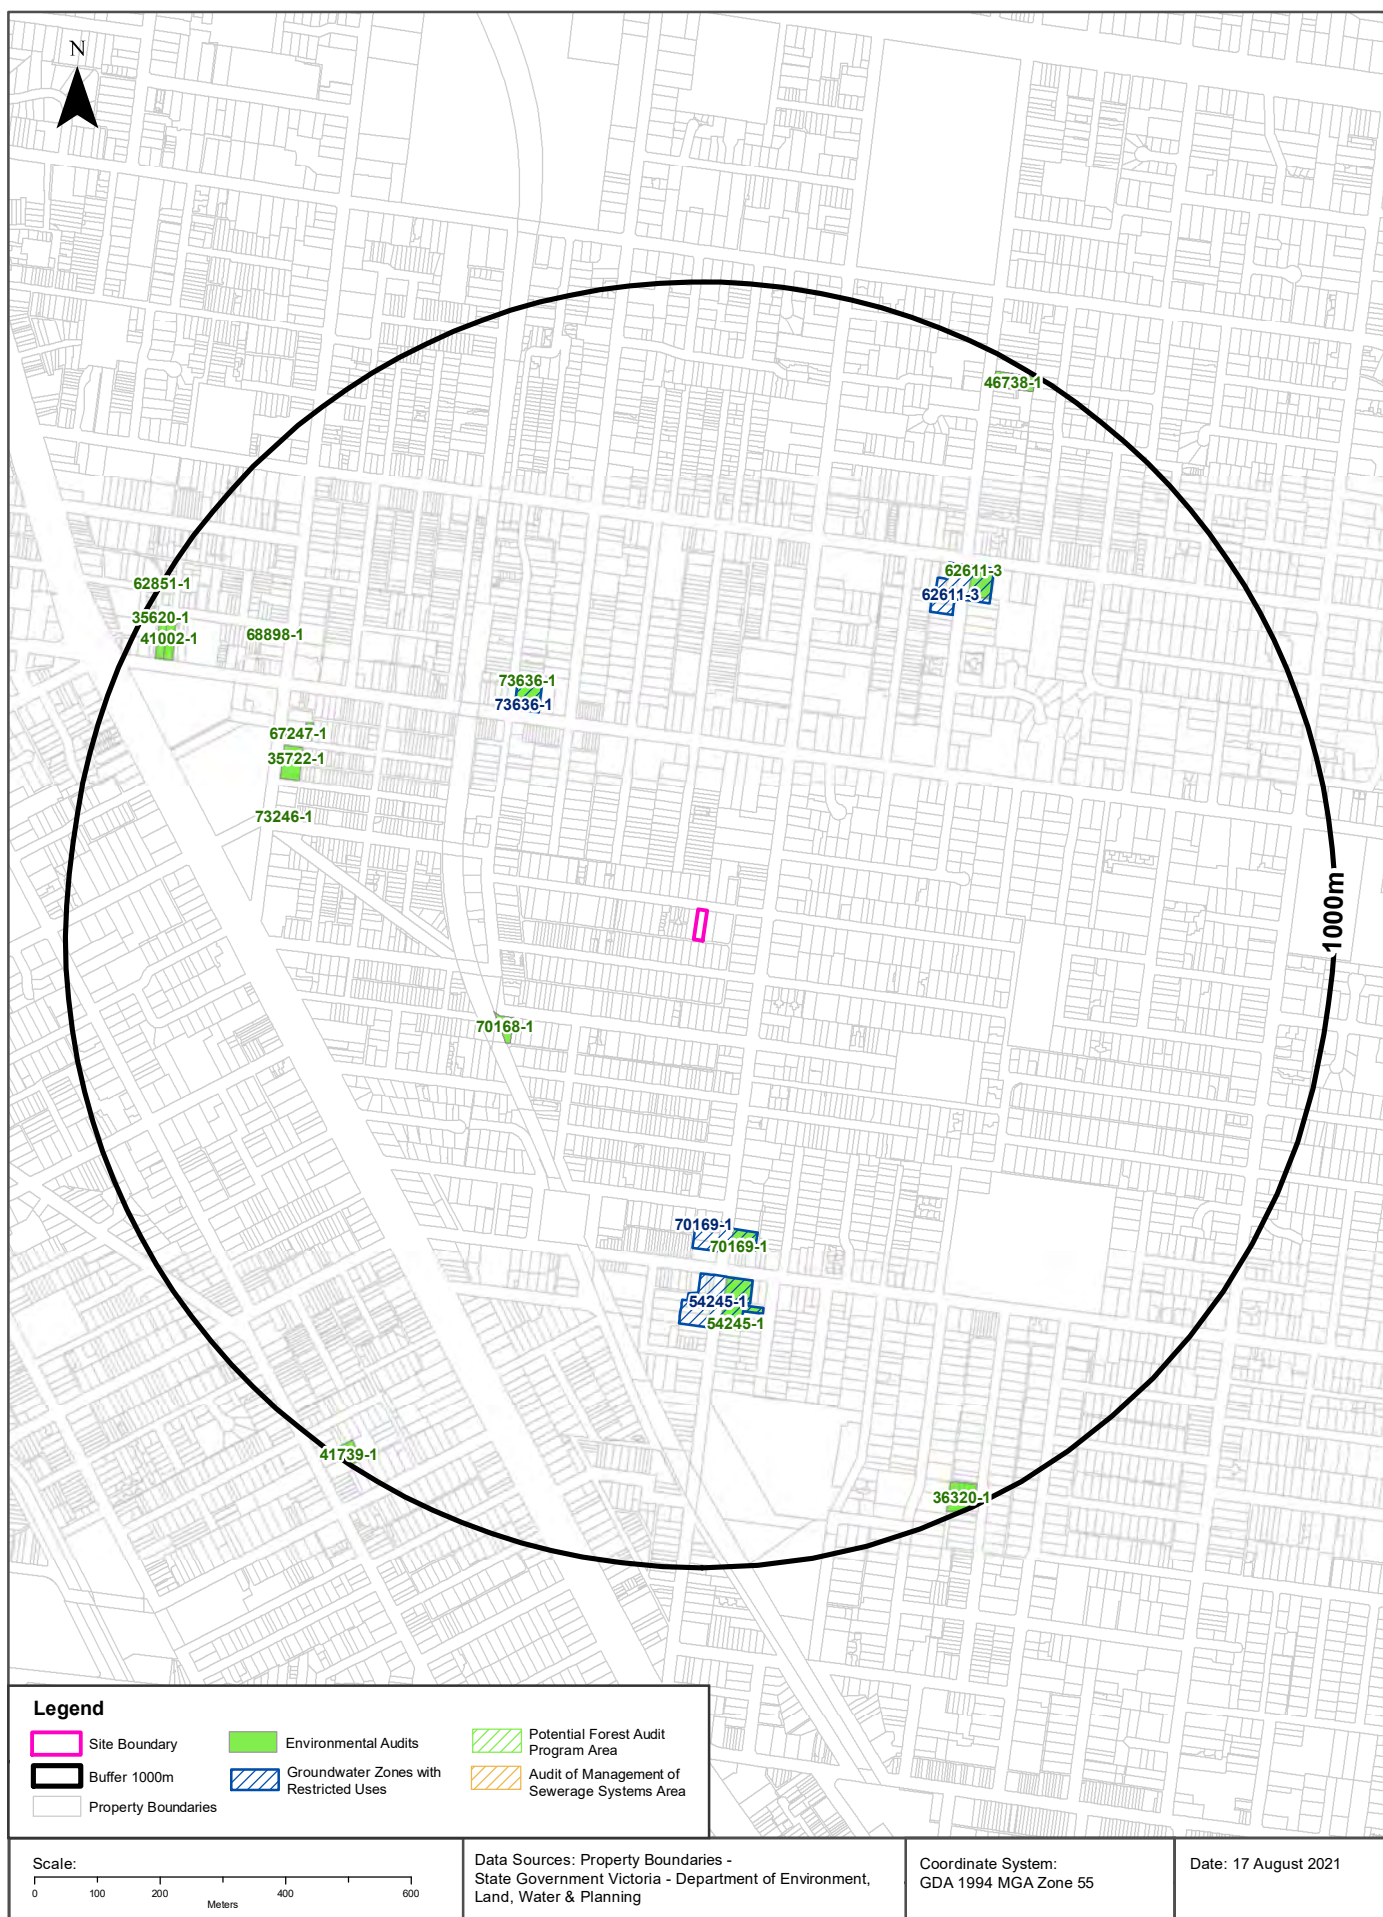 N
46738-1
62851-1
62611-3
62611-3
35620-1
41002-1
68898-1
73636-1
73636-1
67247-1
35722-1
73246-1
1000m
70168-1
70169-1
70169-1
54245-1
54245-1
41739-1
36320-1
Legend
Site Boundary
Buffer 1000m
Property Boundaries
Environmental Audits
Groundwater Zones with
Restricted Uses
Potential Forest Audit
Program Area
Audit of Management of
Sewerage Systems Area
Scale:
0 100 200 400 600
Meters
Data Sources: Property Boundaries -
State Government Victoria - Department of Environment,
Land, Water & Planning
Coordinate System:
GDA 1994 MGA Zone 55
Date: 17 August 2021